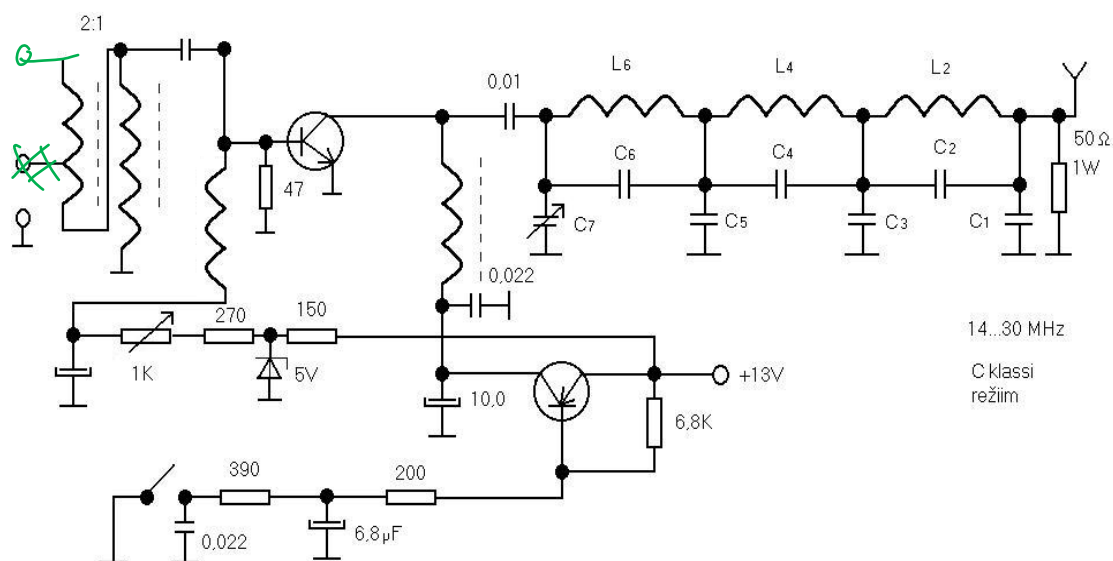 2:1
0,01
L6
L4
L2
50 Ω
1W
47
C6
C4
C2
C7
C5
C3
C1
0,022
270
150
14...30 MHz
1K
5V
+13V
C klassi
režiim
10,0
6,8K
390
200
0,022
6,8µF